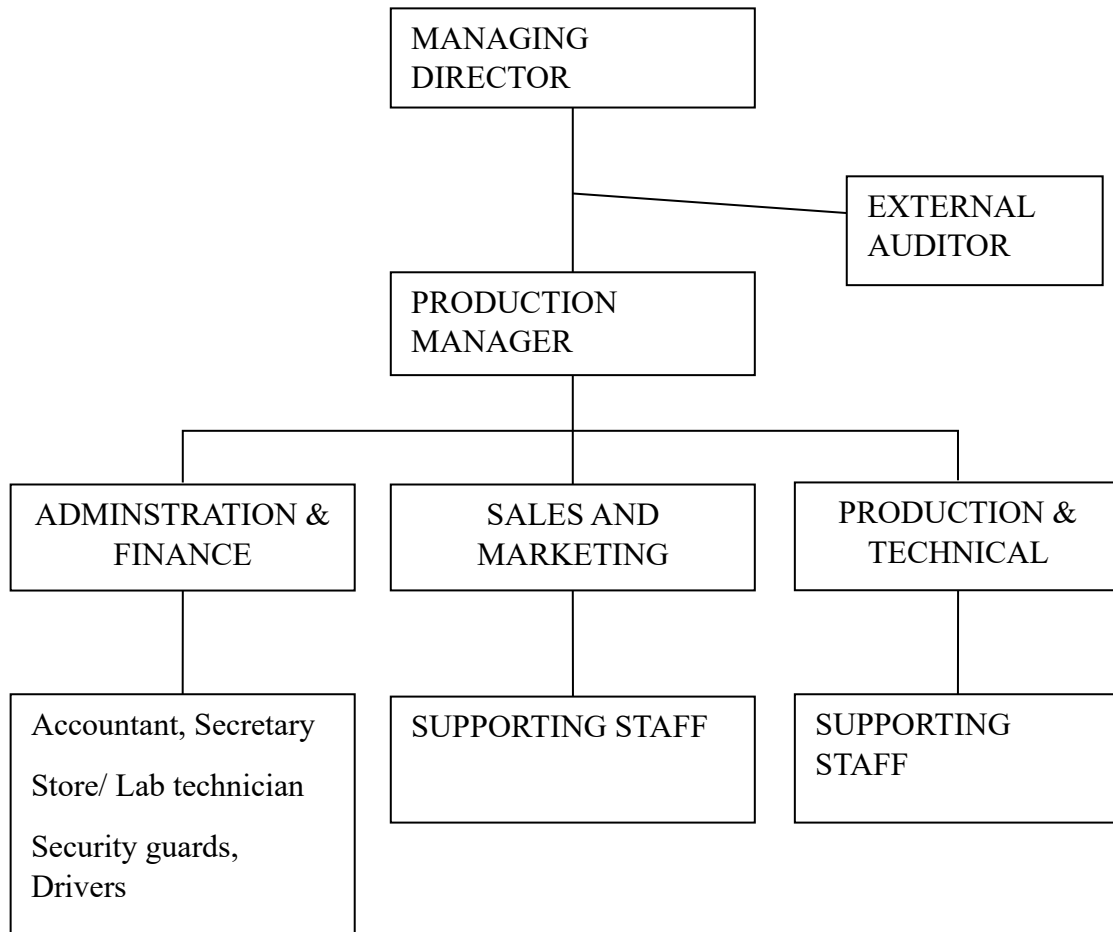 MANAGING
DIRECTOR
EXTERNAL
AUDITOR
PRODUCTION
MANAGER
ADMINSTRATION &
FINANCE
SALES AND
MARKETING
PRODUCTION &
TECHNICAL
Accountant, Secretary
Store/ Lab technician
Security guards,
Drivers
SUPPORTING STAFF
SUPPORTING
STAFF